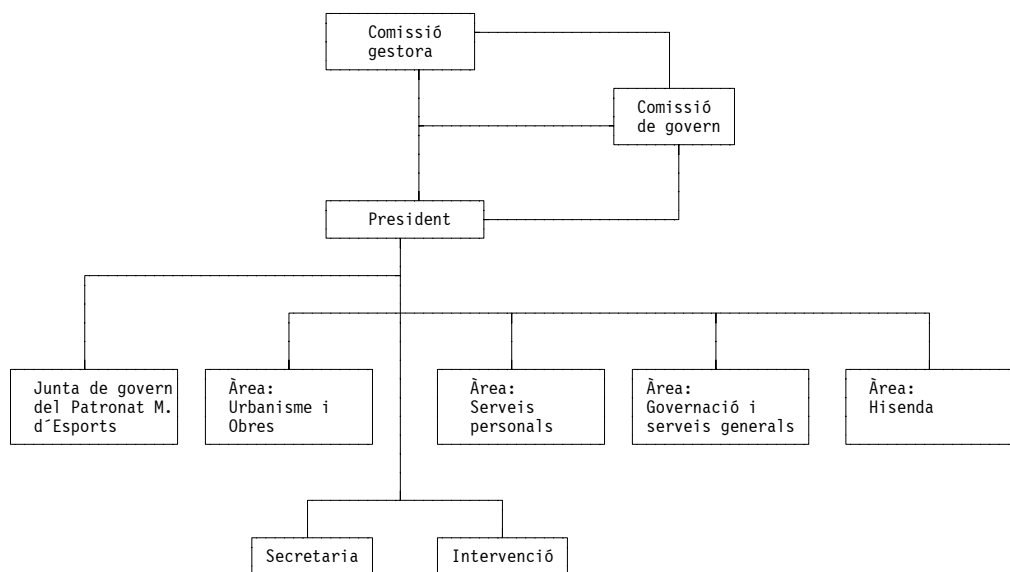 Comissió
gestora
Comissió
de govern
President
Junta de govern
del Patronat M.
d´Esports
Àrea:
Urbanisme i
Obres
Àrea:
Serveis
personals
Àrea:
Governació i
serveis generals
Àrea:
Hisenda
Secretaria
Intervenció